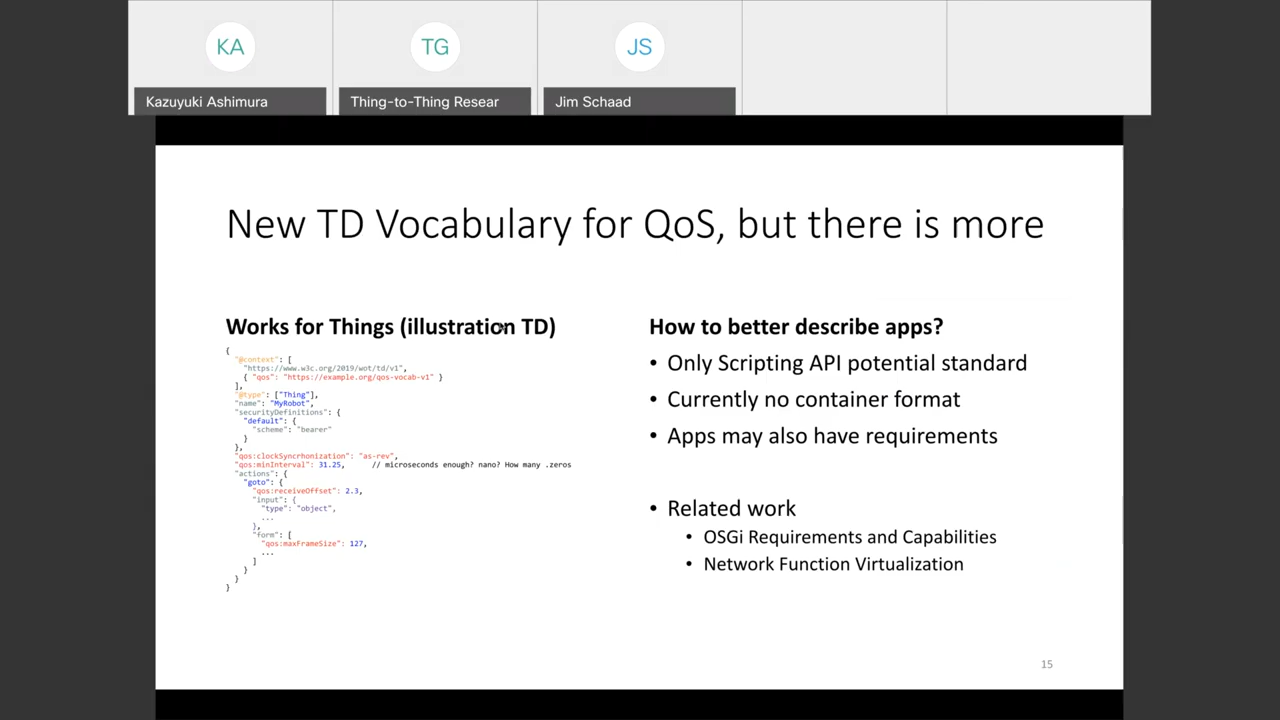 KA
TG
JS
Kazuyuki Ashimura
Thing-to-Thing Resear
Jim Schaad
New TD Vocabulary for QoS, but there is more
Works for Things (illustration TD)
{
"@context": [
"https://www.w3c.org/2019/wot/td/v1",
{ "qos": "https://example.org/qos-vocab-v1" }
],
"@type": ["Thing"],
"name": "MyRobot",
"securityDefinitions": {
"default": {
"scheme": "bearer"
}
},
"qos:clockSyncrhonization": "as-rev",
"qos:minInterval": 31.25, // microseconds enough? nano? How many .zeros
"actions": {
"goto": {
"qos:receiveOffset": 2.3,
"input": {
"type": "object",
...
},
"form": [
"qos:maxFrameSize": 127,
...
]
}
}
}
How to better describe apps?
• Only Scripting API potential standard
• Currently no container format
• Apps may also have requirements
• Related work
• OSGi Requirements and Capabilities
• Network Function Virtualization
15